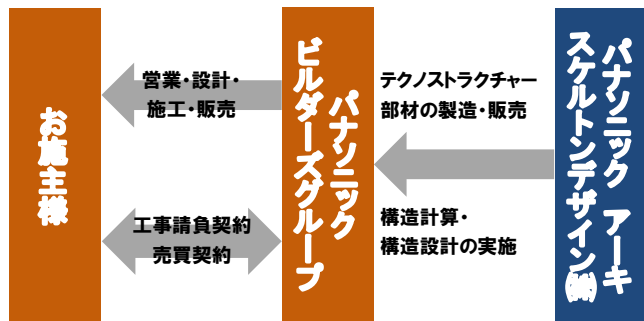 お施主様
営業・設計・
施工・販売
工事請負契約
売買契約
パナソニック
ビルダーズグループ
テクノストラクチャー
部材の製造・販売
構造計算・
構造設計の実施
パナソニック アーキ
スケルトンデザイン㈱